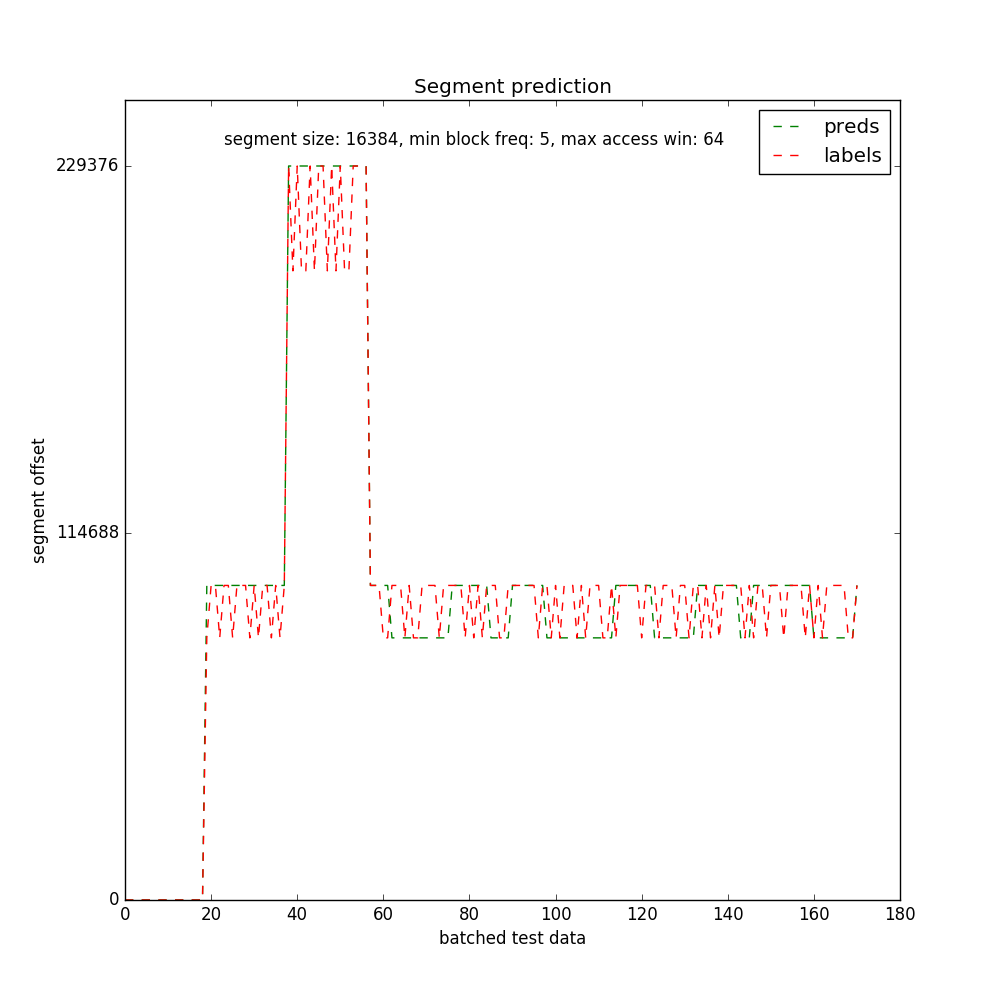 Segment prediction
segment size: 16384, min block freq: 5, max access win: 64
preds
labels
229376
114688
0
segment offset
0 20 40 60 80 100 120 140 160 180
batched test data